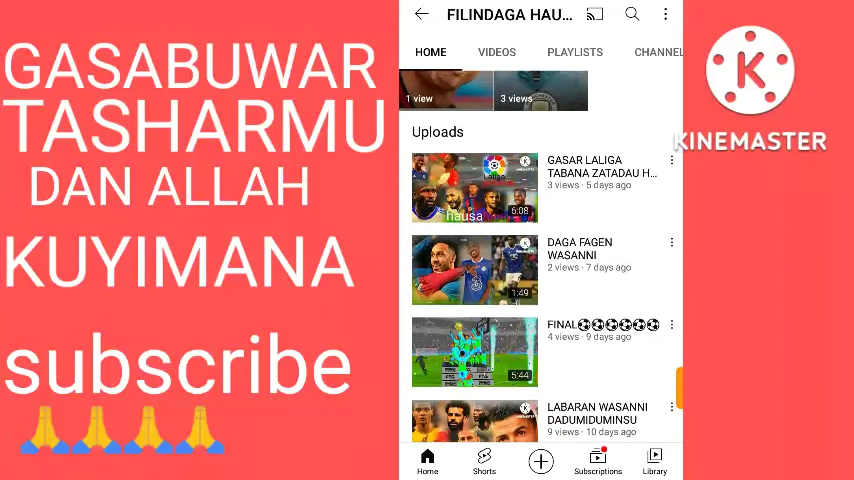 GASABUWAR
TASHARMU
DAN ALLAH
KUYIMANA
subscribe
🙏🙏🙏🙏
FILINDAGA HAU...
HOME VIDEOS PLAYLISTS CHANNEL
1 view 3 views
Uploads
GASAR LALIGA
TABANA ZATADAU H...
3 views · 5 days ago
LaLiga
hausa
6:08
DAGA FAGEN
WASANNI
2 views · 7 days ago
1:49
FINAL⚽⚽⚽⚽⚽⚽
4 views · 9 days ago
5:44
LABARAN WASANNI
DADUMIDUMINSU
9 views · 10 days ago
Home Shorts Subscriptions Library
K
KINEMASTER